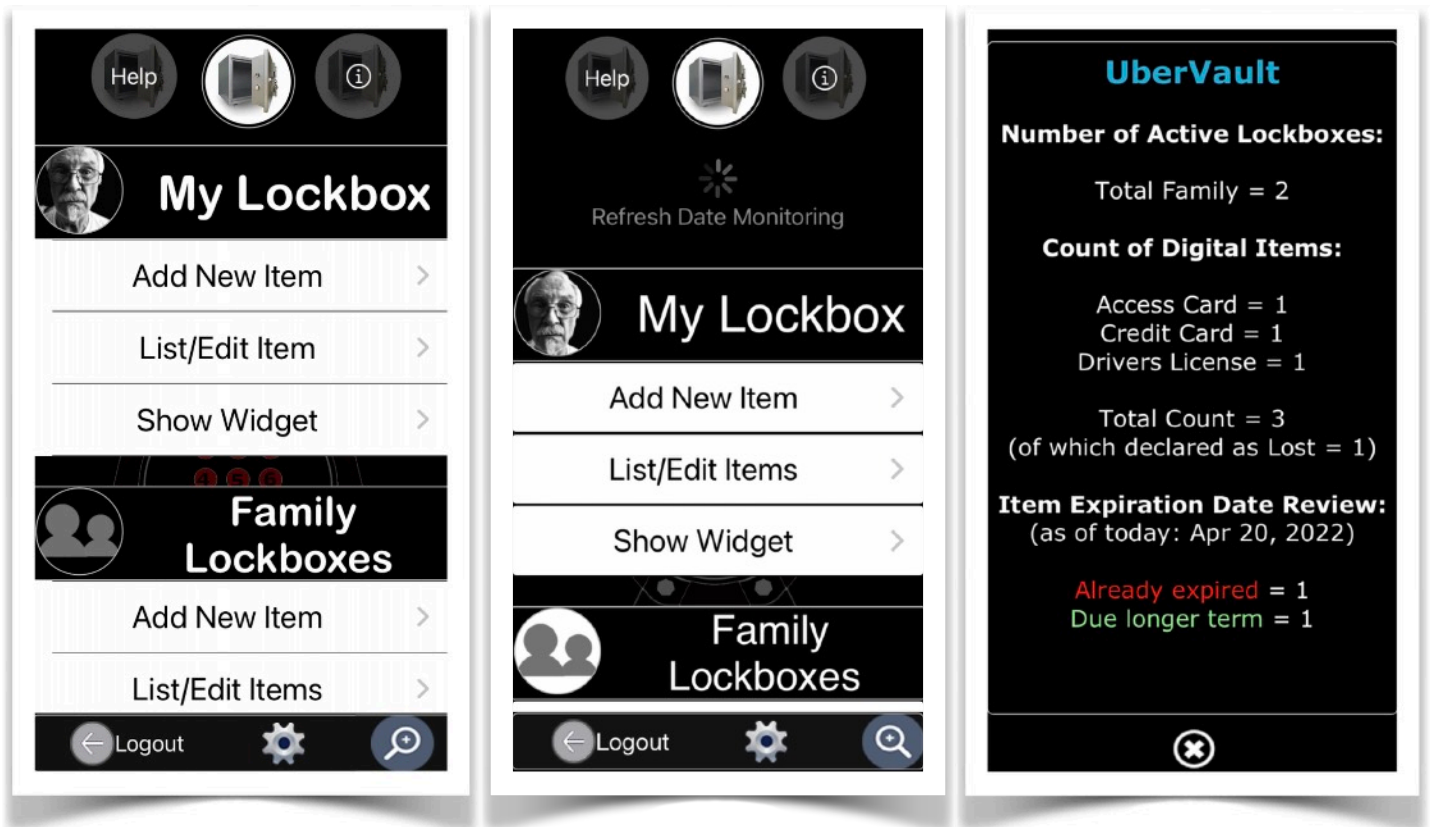 Help
My Lockbox
Add New Item
List/Edit Item
Show Widget
4 5 6
Family
Lockboxes
Add New Item
List/Edit Items
Logout
Help
Refresh Date Monitoring
My Lockbox
Add New Item
List/Edit Items
Show Widget
Family
Lockboxes
Logout
UberVault
Number of Active Lockboxes:
Total Family = 2
Count of Digital Items:
Access Card = 1
Credit Card = 1
Drivers License = 1
Total Count = 3
(of which declared as Lost = 1)
Item Expiration Date Review:
(as of today: Apr 20, 2022)
Already expired = 1
Due longer term = 1